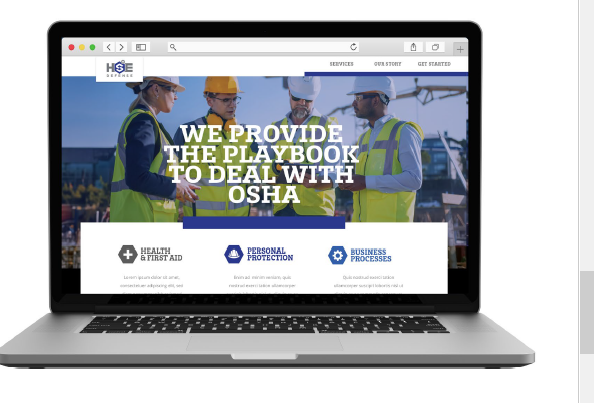 HSE
DEFENSE
SERVICES
OUR STORY
GET STARTED
WE PROVIDE
THE PLAYBOOK
TO DEAL WITH
OSHA
HEALTH
& FIRST AID
PERSONAL
PROTECTION
BUSINESS
PROCESSES
Lorem ipsum dolor sit amet,
consectetuer adipiscing elit, sed
Enim ad minim veniam, quis
nostrud exerci tation ullamcorper
Quis nostrud exerci tation
ullamcorper suscipit lobortis nisl ut